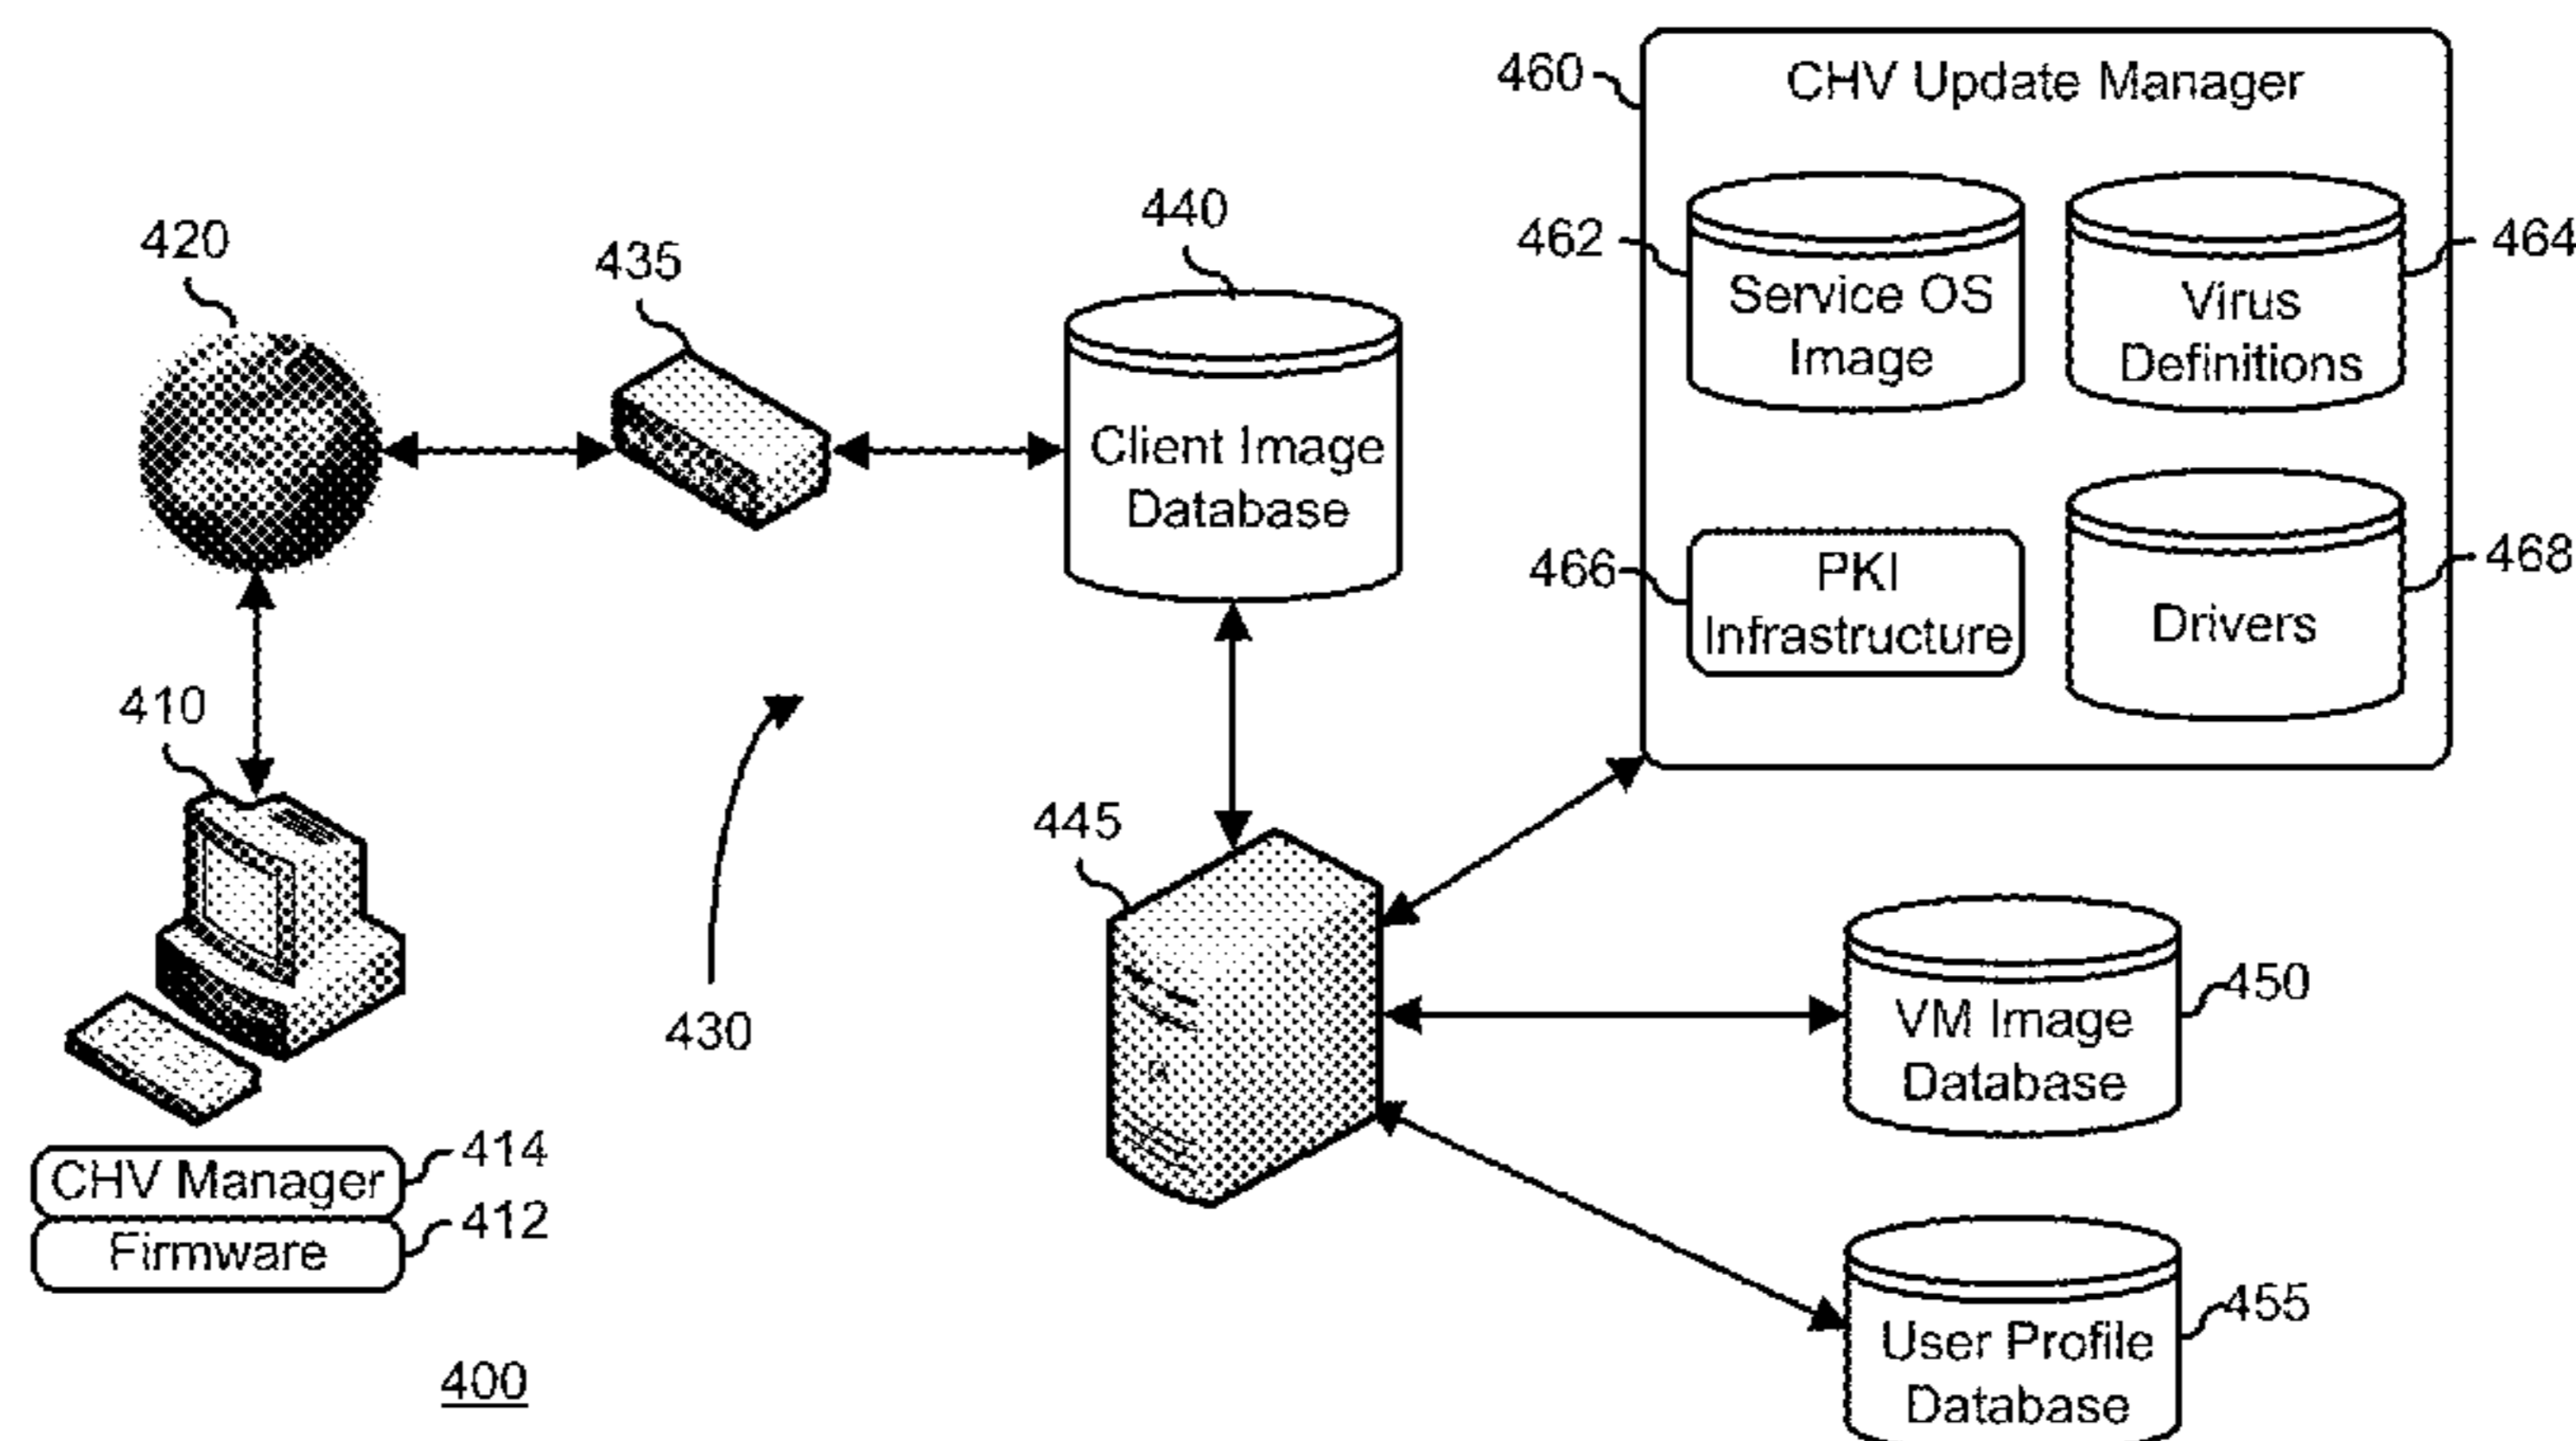 460
CHV Update Manager
462
Service OS
Image
464
Virus
Definitions
466
PKI
Infrastructure
468
Drivers
420
435
440
Client Image
Database
410
430
445
414
CHV Manager
412
Firmware
450
VM Image
Database
455
User Profile
Database
400